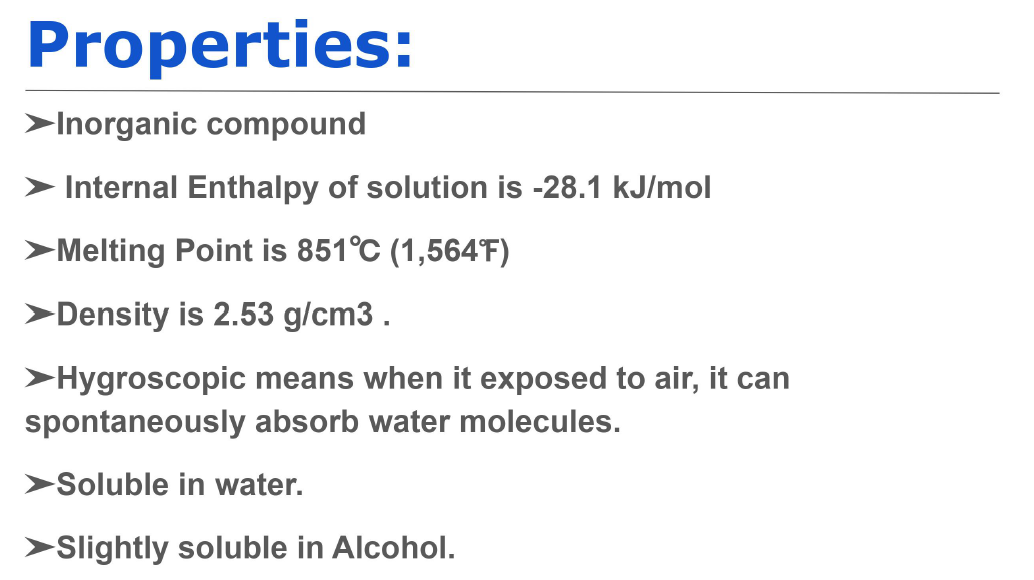 Properties:
➢Inorganic compound
➢ Internal Enthalpy of solution is -28.1 kJ/mol
➢Melting Point is 851℃ (1,564℉)
➢Density is 2.53 g/cm3 .
➢Hygroscopic means when it exposed to air, it can
spontaneously absorb water molecules.
➢Soluble in water.
➢Slightly soluble in Alcohol.